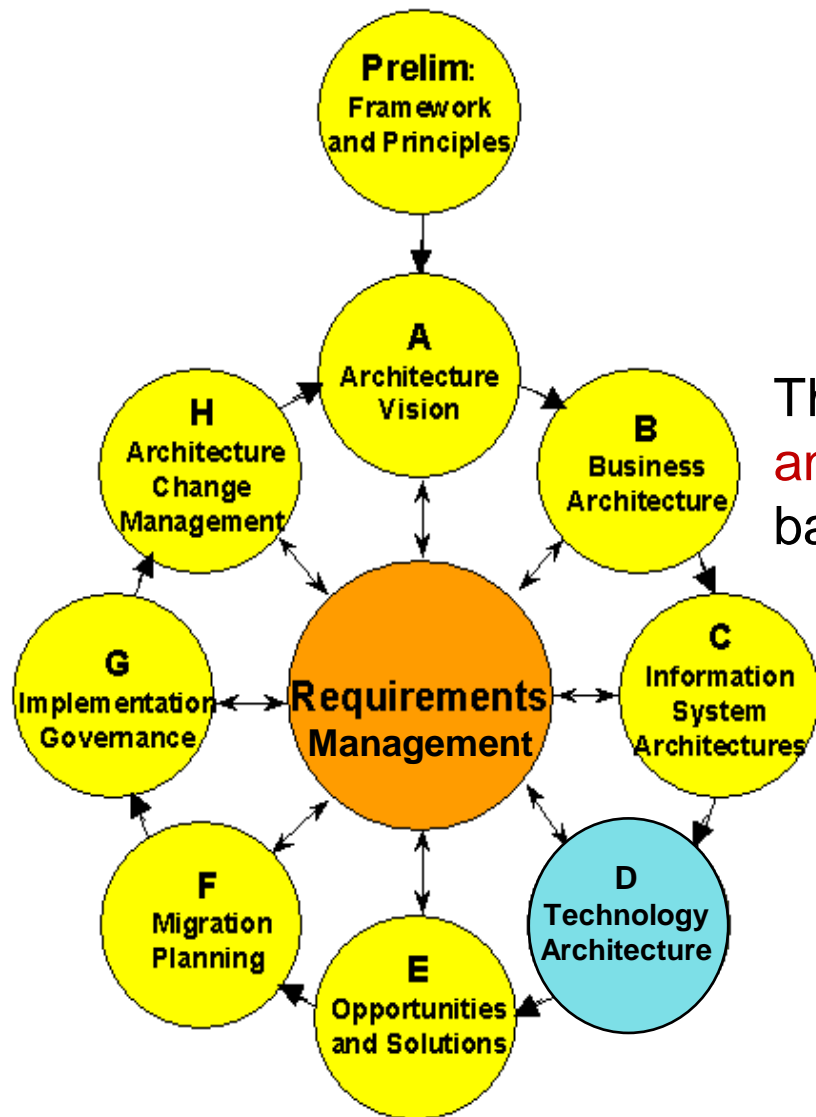 Prelim:
Framework
and Principles
A
Architecture
Vision
H
Architecture
Change
Management
B
Business
Architecture
Th
an
ba
G
Implementation
Governance
Requirements
Management
C
Information
System
Architectures
F
Migration
Planning
D
Technology
Architecture
E
Opportunities
and Solutions